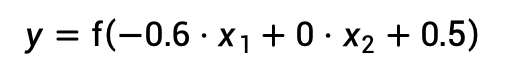 y = f(−0.6 · x₁ + 0 · x₂ + 0.5)